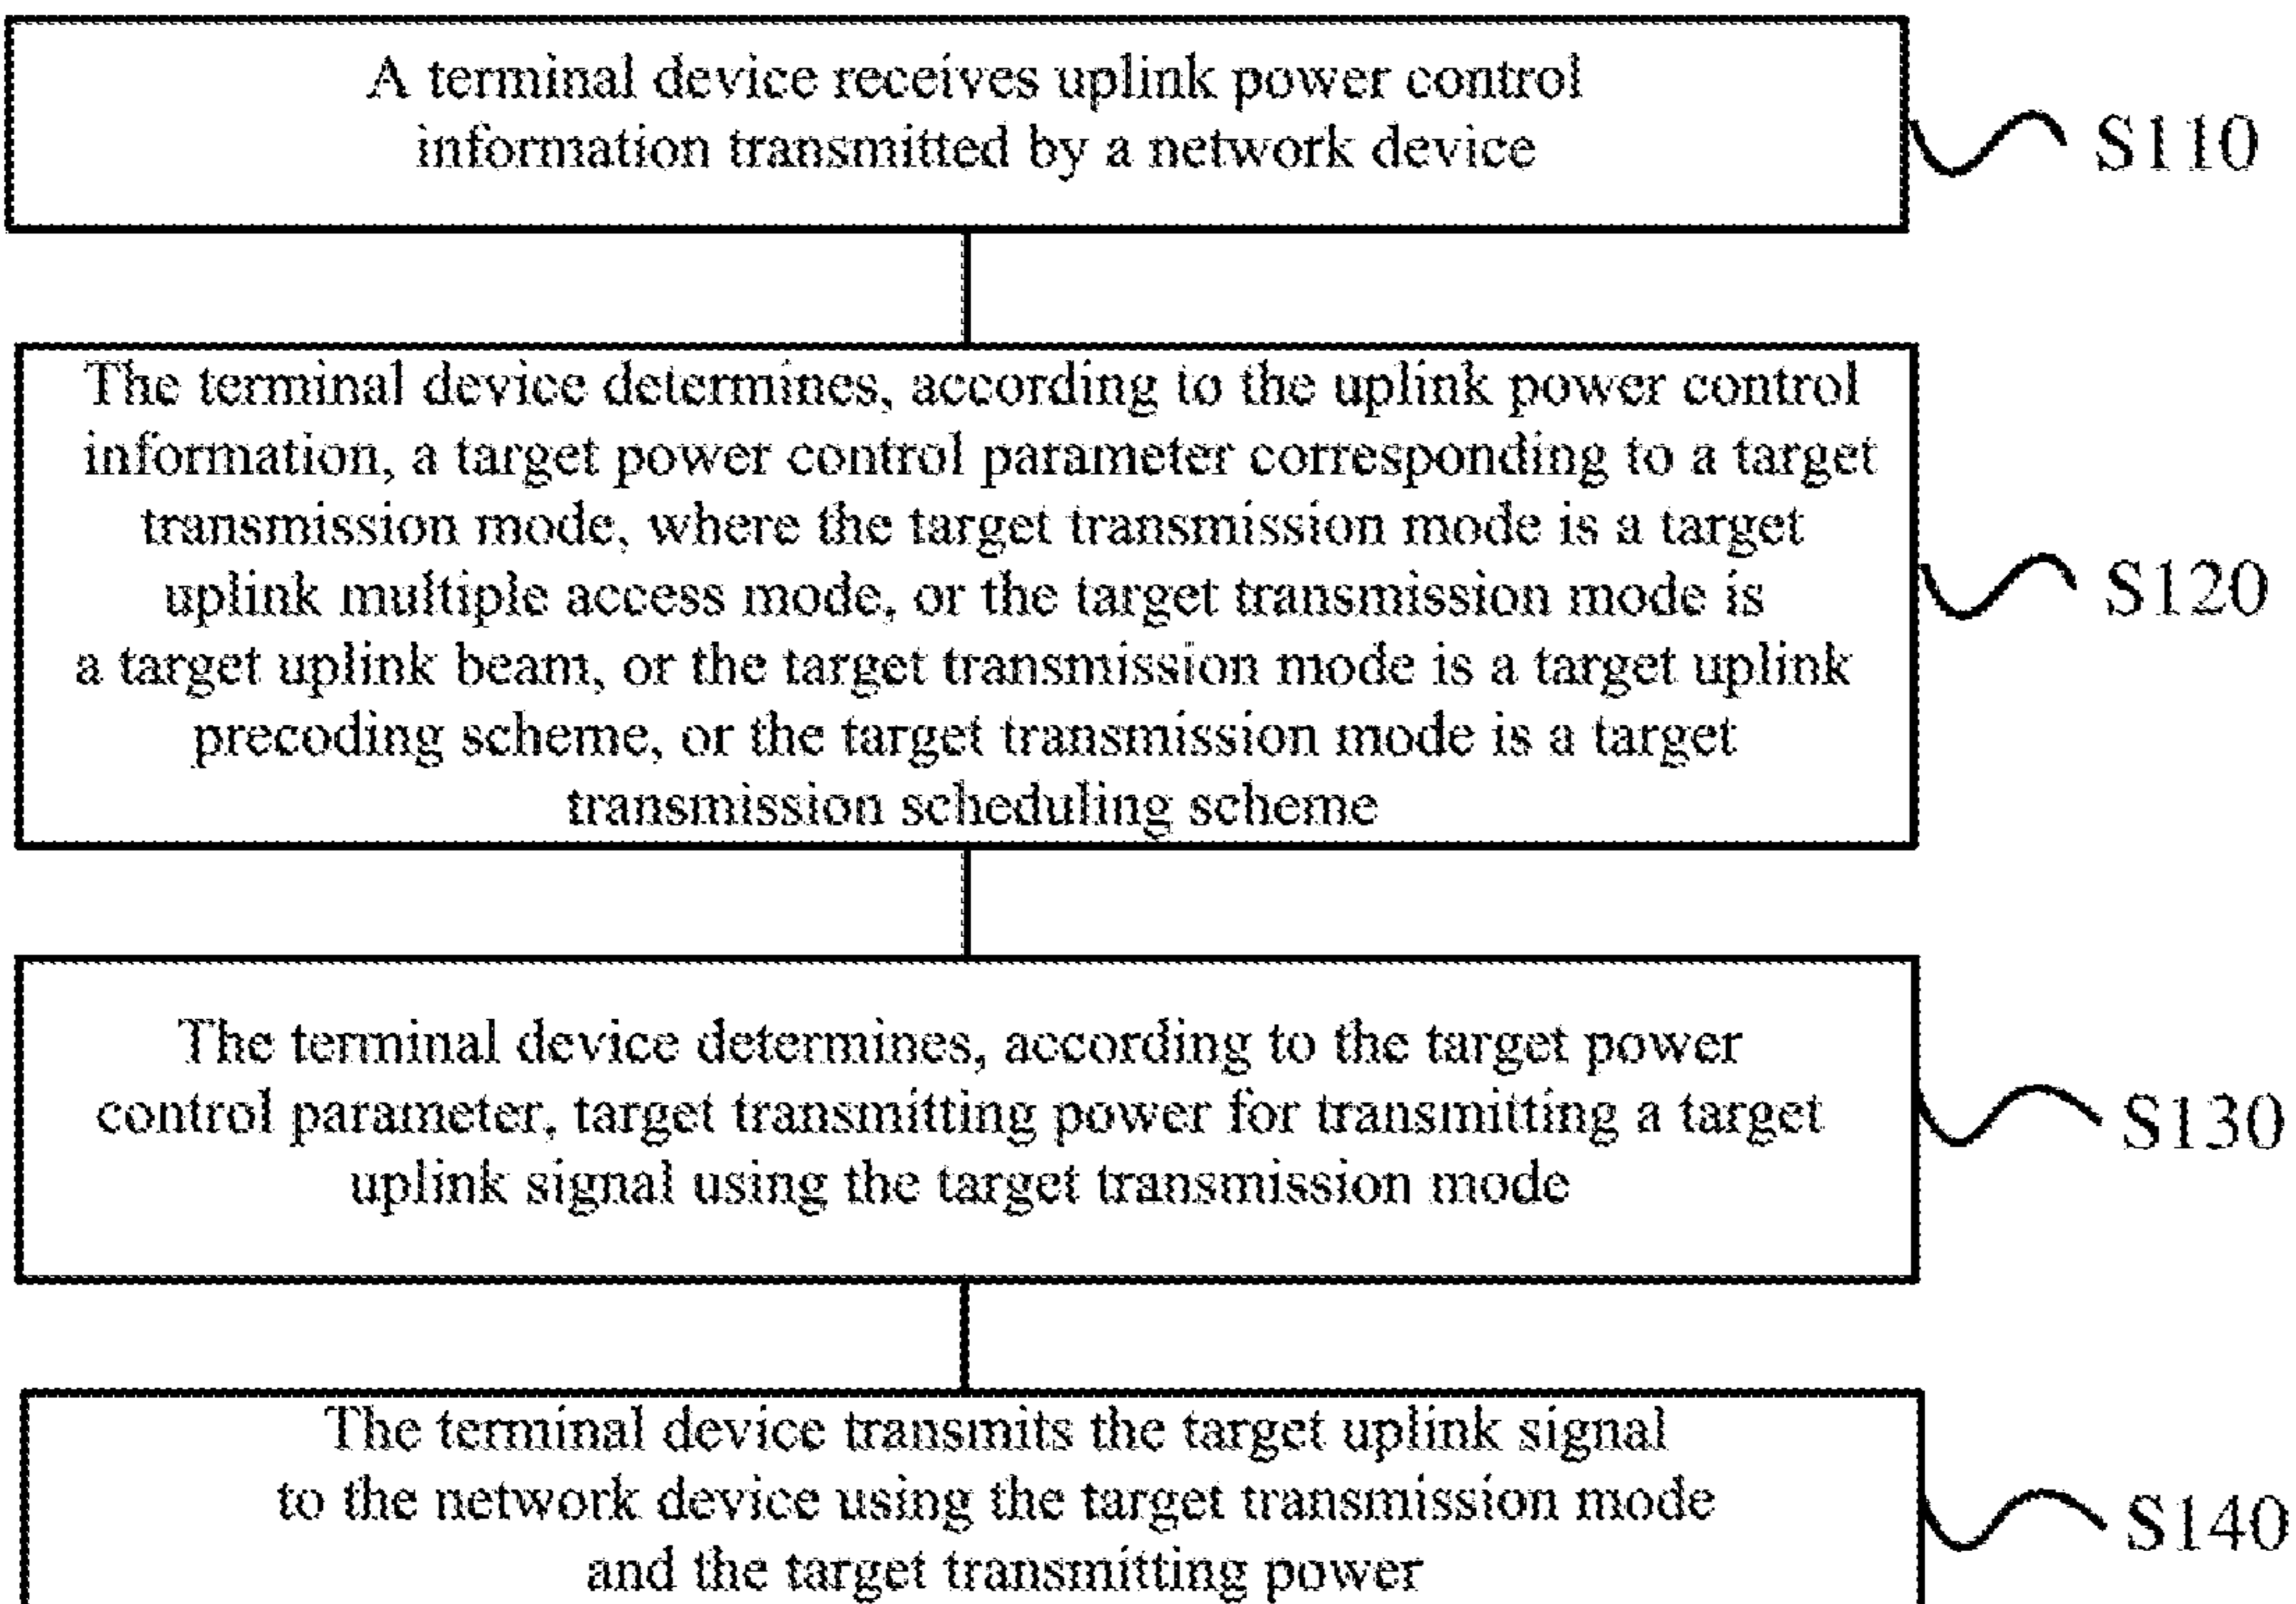 A terminal device receives uplink power control
information transmitted by a network device
S110
The terminal device determines, according to the uplink power control
information, a target power control parameter corresponding to a target
transmission mode, where the target transmission mode is a target
uplink multiple access mode, or the target transmission mode is
a target uplink beam, or the target transmission mode is a target uplink
precoding scheme, or the target transmission mode is a target
transmission scheduling scheme
S120
The terminal device determines, according to the target power
control parameter, target transmitting power for transmitting a target
uplink signal using the target transmission mode
S130
The terminal device transmits the target uplink signal
to the network device using the target transmission mode
and the target transmitting power
S140